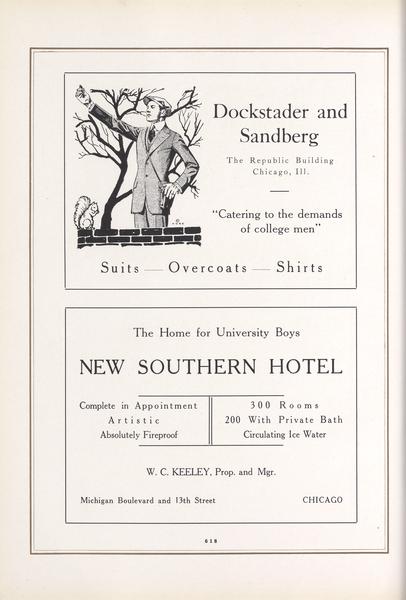 Dockstader and
Sandberg
The Republic Building
Chicago, Ill.
"Catering to the demands
of college men"
Suits — Overcoats — Shirts
The Home for University Boys
NEW SOUTHERN HOTEL
Complete in Appointment
Artistic
Absolutely Fireproof
300 Rooms
200 With Private Bath
Circulating Ice Water
W. C. KEELEY, Prop. and Mgr.
Michigan Boulevard and 13th Street CHICAGO
618